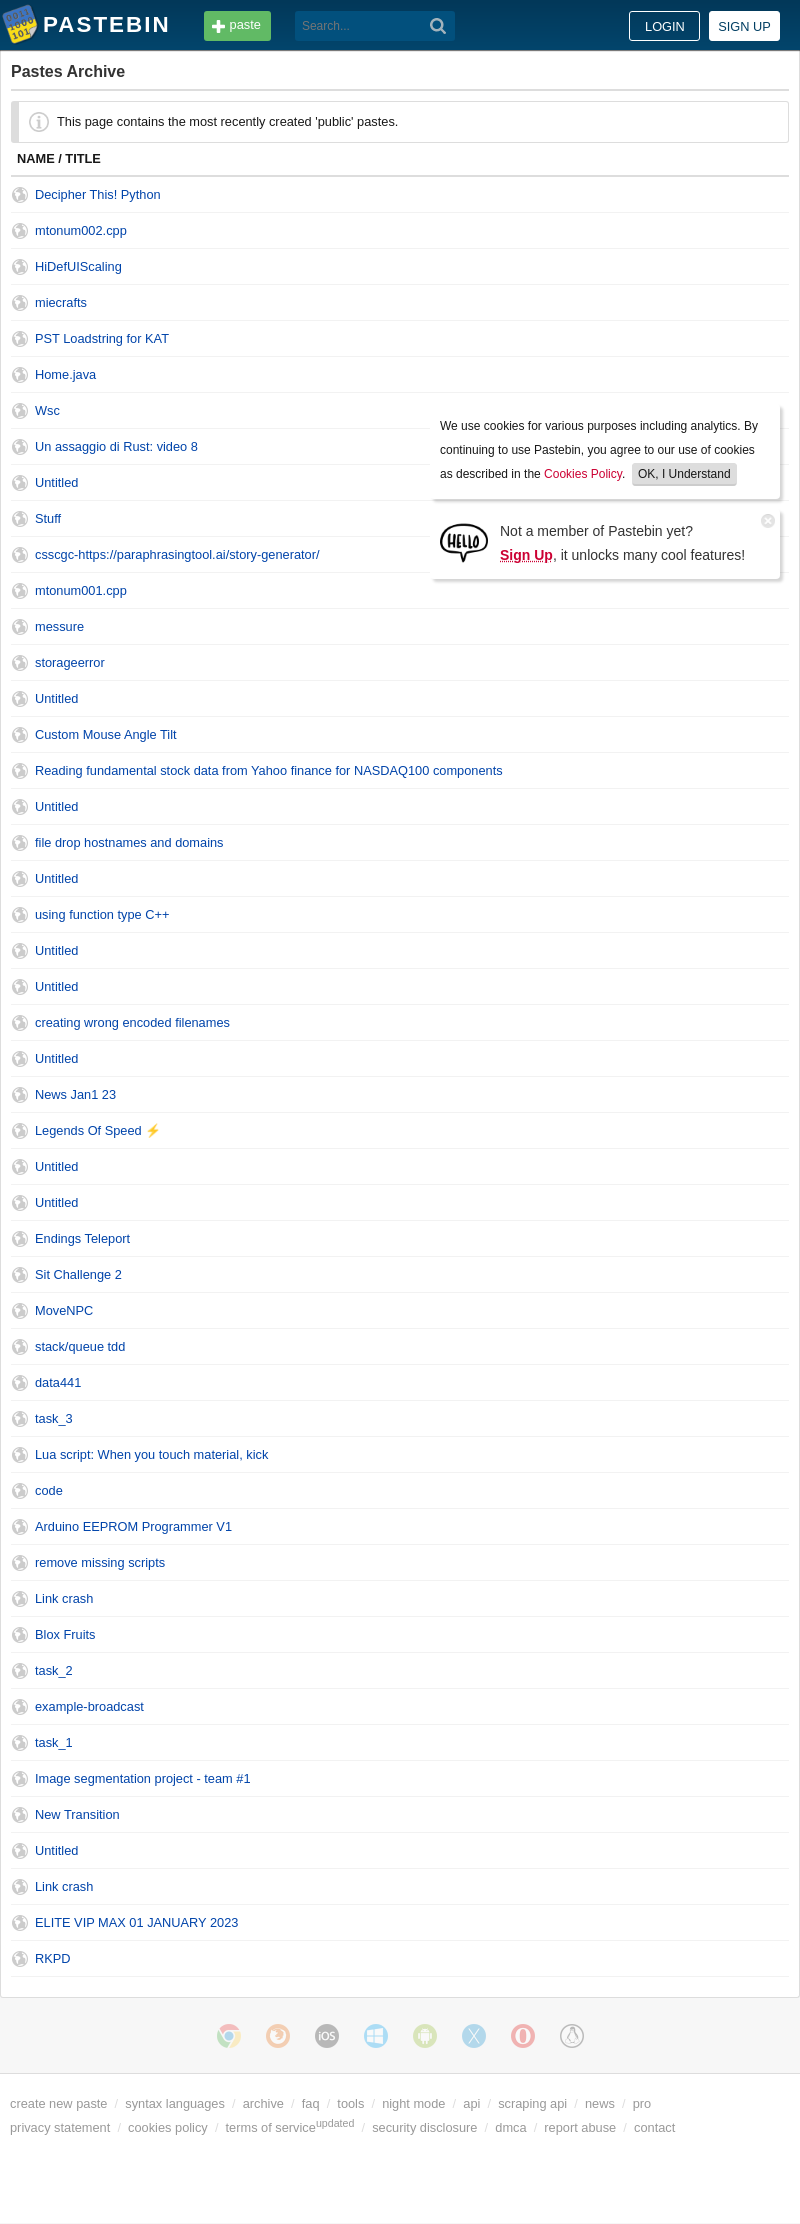 PASTEBIN paste Search... LOGIN SIGN UP
Pastes Archive
This page contains the most recently created 'public' pastes.
NAME / TITLE
Decipher This! Python
mtonum002.cpp
HiDefUIScaling
miecrafts
PST Loadstring for KAT
Home.java
Wsc
Un assaggio di Rust: video 8
Untitled
Stuff
csscgc-https://paraphrasingtool.ai/story-generator/
We use cookies for various purposes including analytics. By
continuing to use Pastebin, you agree to our use of cookies
as described in the Cookies Policy. OK, I Understand
HELLO
Not a member of Pastebin yet?
Sign Up, it unlocks many cool features!
mtonum001.cpp
messure
storageerror
Untitled
Custom Mouse Angle Tilt
Reading fundamental stock data from Yahoo finance for NASDAQ100 components
Untitled
file drop hostnames and domains
Untitled
using function type C++
Untitled
Untitled
creating wrong encoded filenames
Untitled
News Jan1 23
Legends Of Speed ⚡
Untitled
Untitled
Endings Teleport
Sit Challenge 2
MoveNPC
stack/queue tdd
data441
task_3
Lua script: When you touch material, kick
code
Arduino EEPROM Programmer V1
remove missing scripts
Link crash
Blox Fruits
task_2
example-broadcast
task_1
Image segmentation project - team #1
New Transition
Untitled
Link crash
ELITE VIP MAX 01 JANUARY 2023
RKPD
iOS
create new paste / syntax languages / archive / faq / tools / night mode / api / scraping api / news / pro
privacy statement / cookies policy / terms of service updated / security disclosure / dmca / report abuse / contact